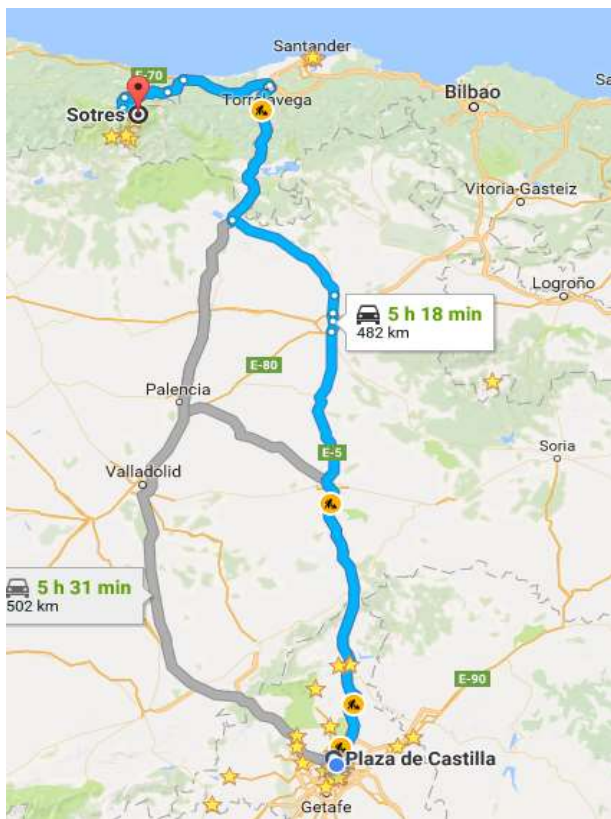 Santander
E-70
Sotres
Torrelavega
Bilbao
Vitoria-Gasteiz
Logroño
5 h 18 min
482 km
E-80
Palencia
E-5
Soria
Valladolid
5 h 31 min
502 km
E-90
Plaza de Castilla
Getafe
Sa